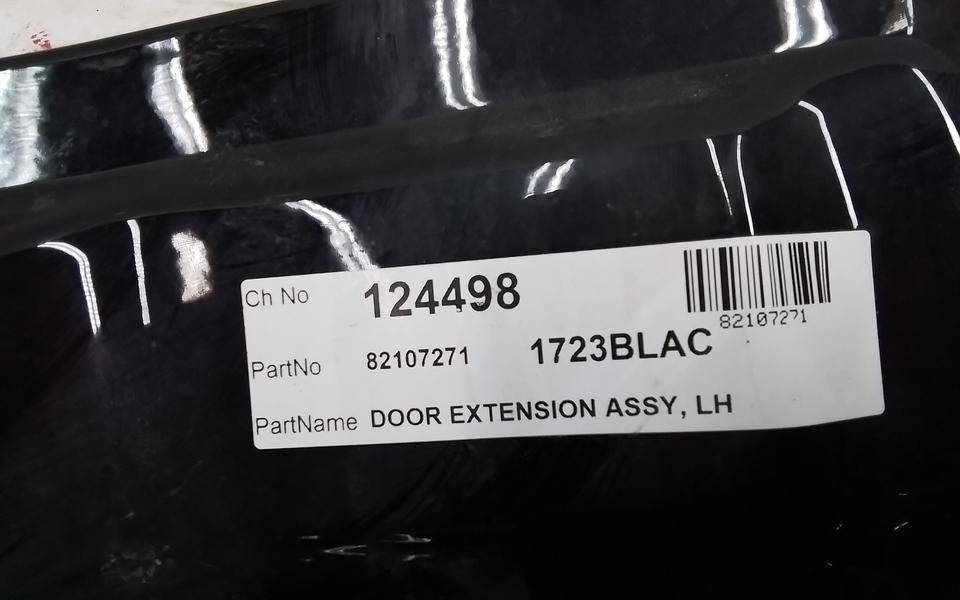 Ch No 124498
82107271
PartNo 82107271 1723BLAC
PartName DOOR EXTENSION ASSY, LH